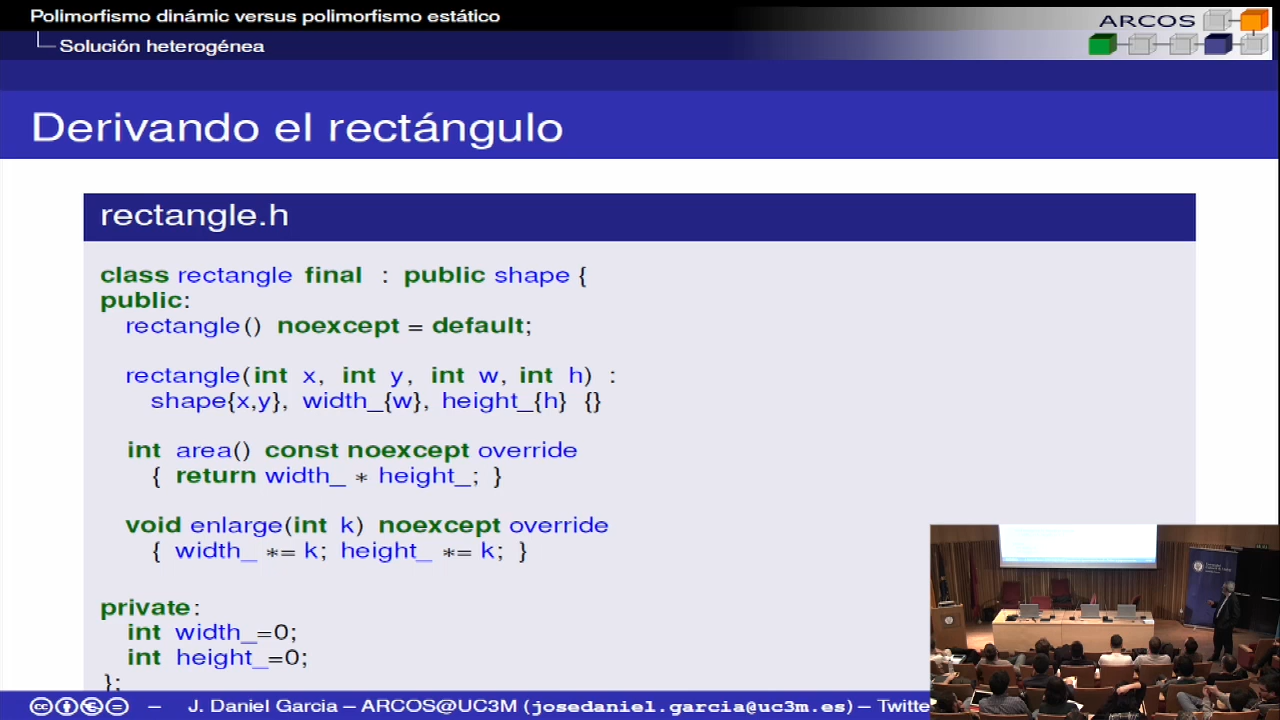 Polimorfismo dinámic versus polimorfismo estático
Solución heterogénea
ARCOS
Derivando el rectángulo
rectangle.h
class rectangle final : public shape {
public:
rectangle() noexcept = default;
rectangle(int x, int y, int w, int h) :
shape{x,y}, width_{w}, height_{h} {}
int area() const noexcept override
{ return width_ * height_; }
void enlarge(int k) noexcept override
{ width_ *= k; height_ *= k; }
private:
int width_=0;
int height_=0;
};
– J. Daniel Garcia – ARCOS@UC3M (josedaniel.garcia@uc3m.es) – Twitte